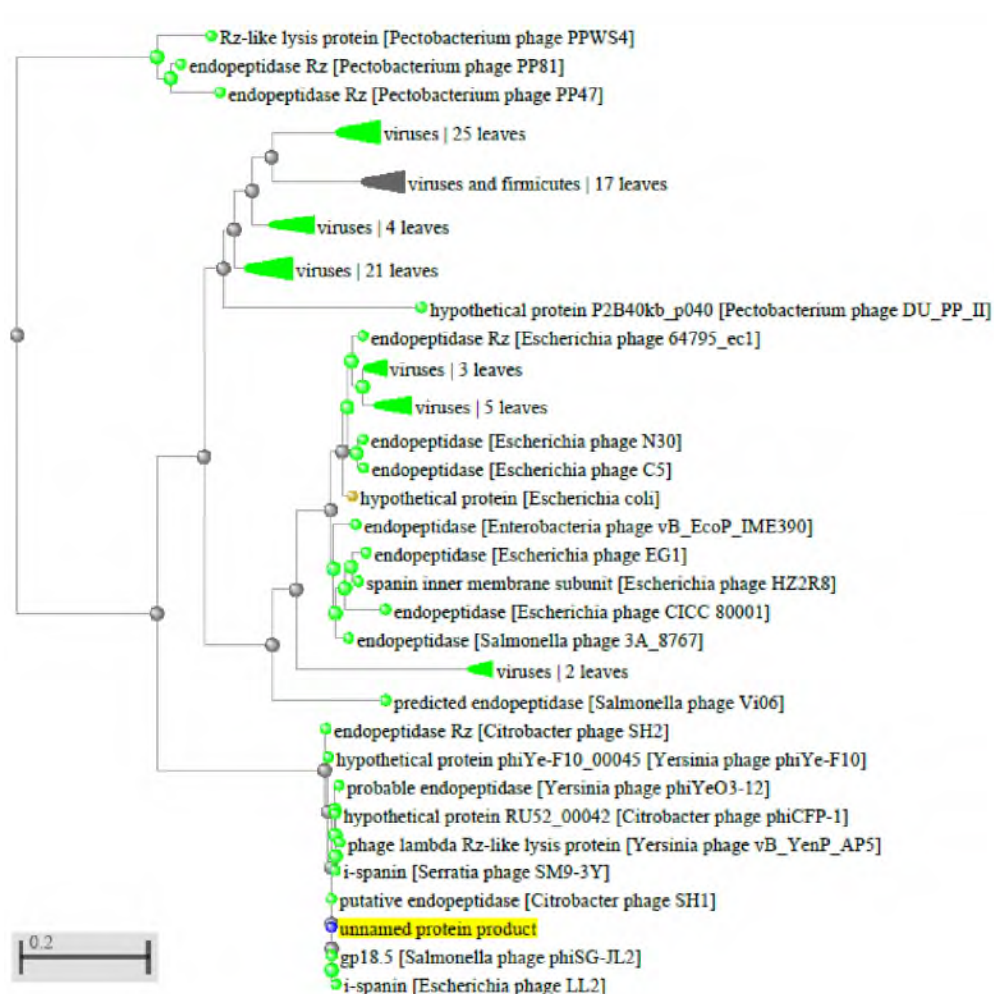 Rz-like lysis protein [Pectobacterium phage PPWS4]
endopeptidase Rz [Pectobacterium phage PP81]
endopeptidase Rz [Pectobacterium phage PP47]
viruses | 25 leaves
viruses and firmicutes | 17 leaves
viruses | 4 leaves
viruses | 21 leaves
hypothetical protein P2B40kb_p040 [Pectobacterium phage DU_PP_II]
endopeptidase Rz [Escherichia phage 64795_ec1]
viruses | 3 leaves
viruses | 5 leaves
endopeptidase [Escherichia phage N30]
endopeptidase [Escherichia phage C5]
hypothetical protein [Escherichia coli]
endopeptidase [Enterobacteria phage vB_EcoP_IME390]
endopeptidase [Escherichia phage EG1]
spanin inner membrane subunit [Escherichia phage HZ2R8]
endopeptidase [Escherichia phage CICC 80001]
endopeptidase [Salmonella phage 3A_8767]
viruses | 2 leaves
predicted endopeptidase [Salmonella phage Vi06]
endopeptidase Rz [Citrobacter phage SH2]
hypothetical protein phiYe-F10_00045 [Yersinia phage phiYe-F10]
probable endopeptidase [Yersinia phage phiYeO3-12]
hypothetical protein RU52_00042 [Citrobacter phage phiCFP-1]
phage lambda Rz-like lysis protein [Yersinia phage vB_YenP_AP5]
i-spanin [Serratia phage SM9-3Y]
putative endopeptidase [Citrobacter phage SH1]
unnamed protein product
0.2
gp18.5 [Salmonella phage phiSG-JL2]
i-spanin [Escherichia phage LL2]